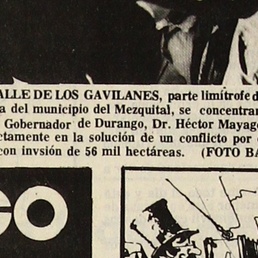 ALLE DE LOS GAVILANES, parte limítrofe d
a del municipio del Mezquital, se concentrar
Gobernador de Durango, Dr. Héctor Mayag
ctamente en la solución de un conflicto por
con invsión de 56 mil hectáreas. (FOTO BA
GO